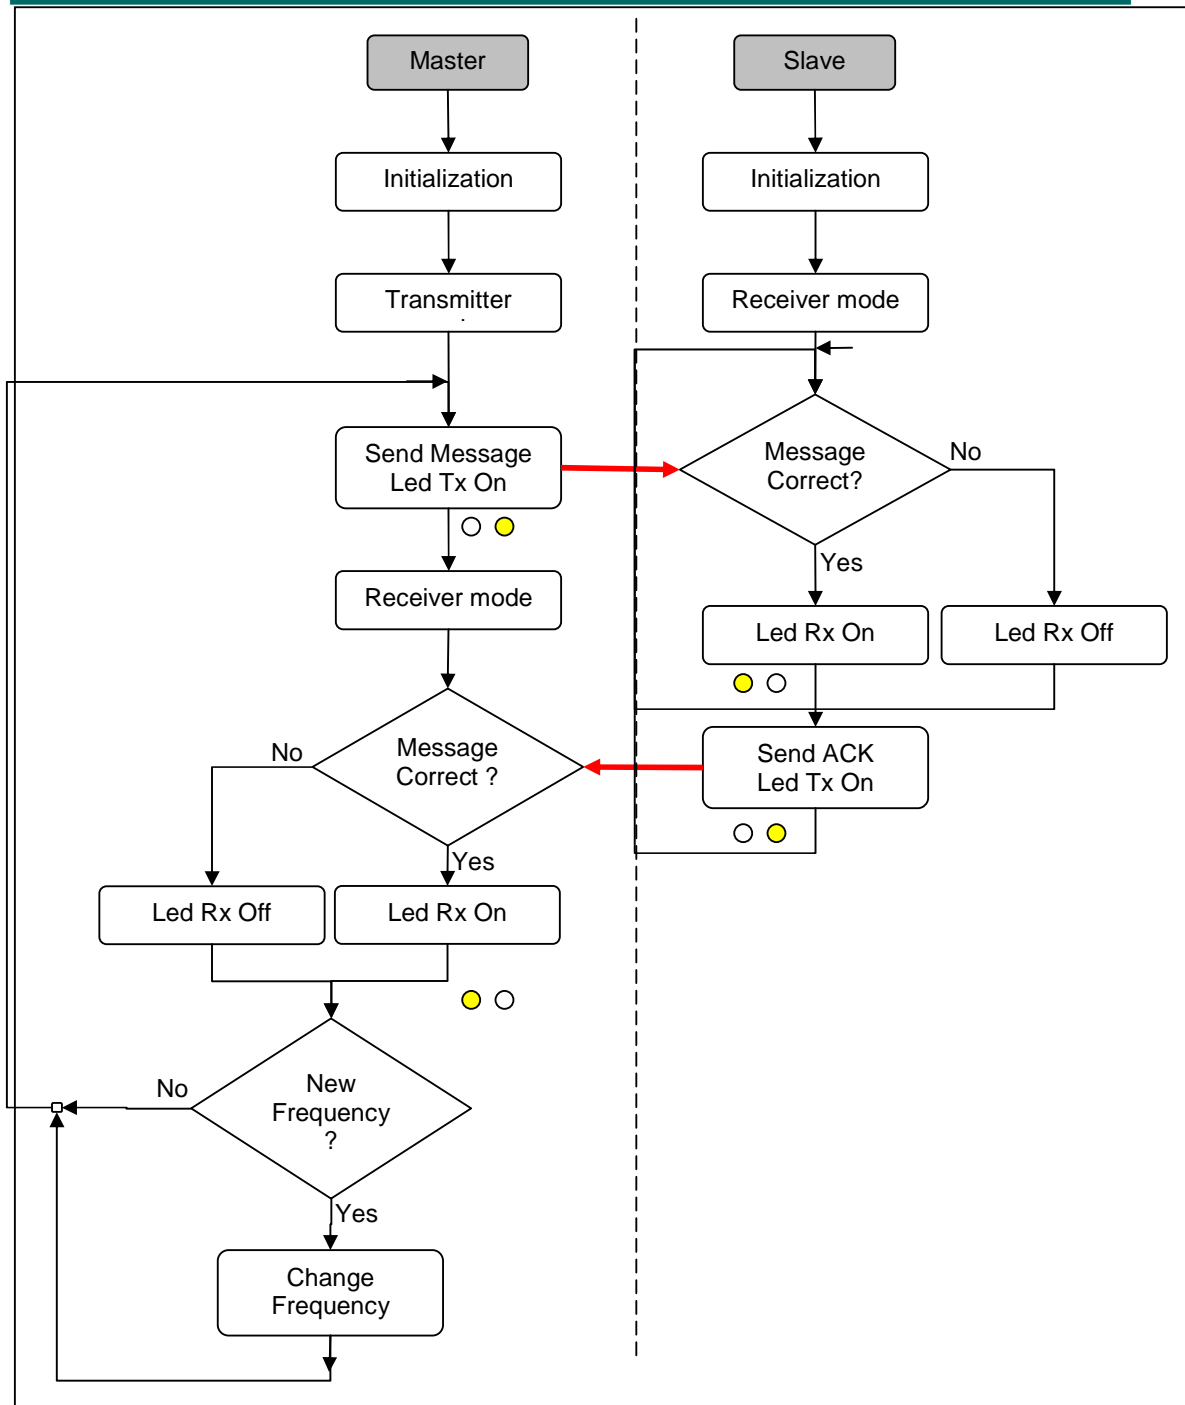 Master
Slave
Initialization
Initialization
Transmitter
Receiver mode
Send Message
Led Tx On
Message
Correct?
No
Yes
Receiver mode
Led Rx On
Led Rx Off
No
Message
Correct ?
Send ACK
Led Tx On
Yes
Led Rx Off
Led Rx On
No
New
Frequency
?
Yes
Change
Frequency